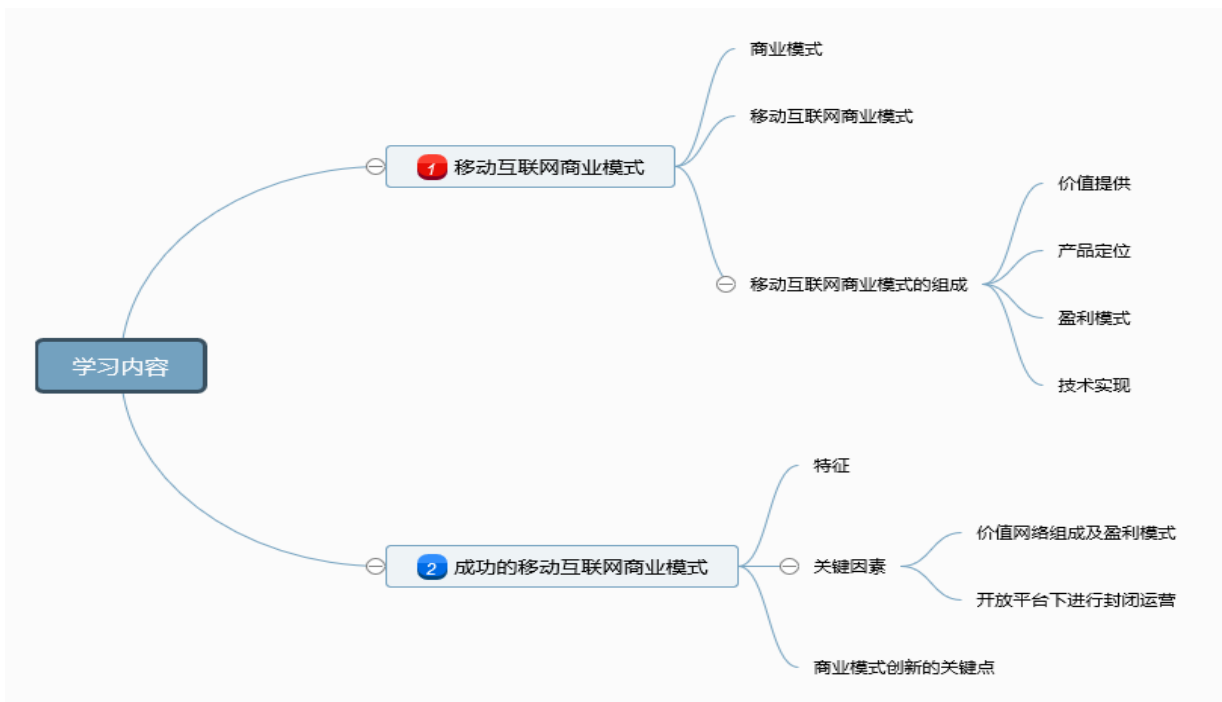 学习内容
1 移动互联网商业模式
商业模式
移动互联网商业模式
移动互联网商业模式的组成
价值提供
产品定位
盈利模式
技术实现
2 成功的移动互联网商业模式
特征
关键因素
价值网络组成及盈利模式
开放平台下进行封闭运营
商业模式创新的关键点